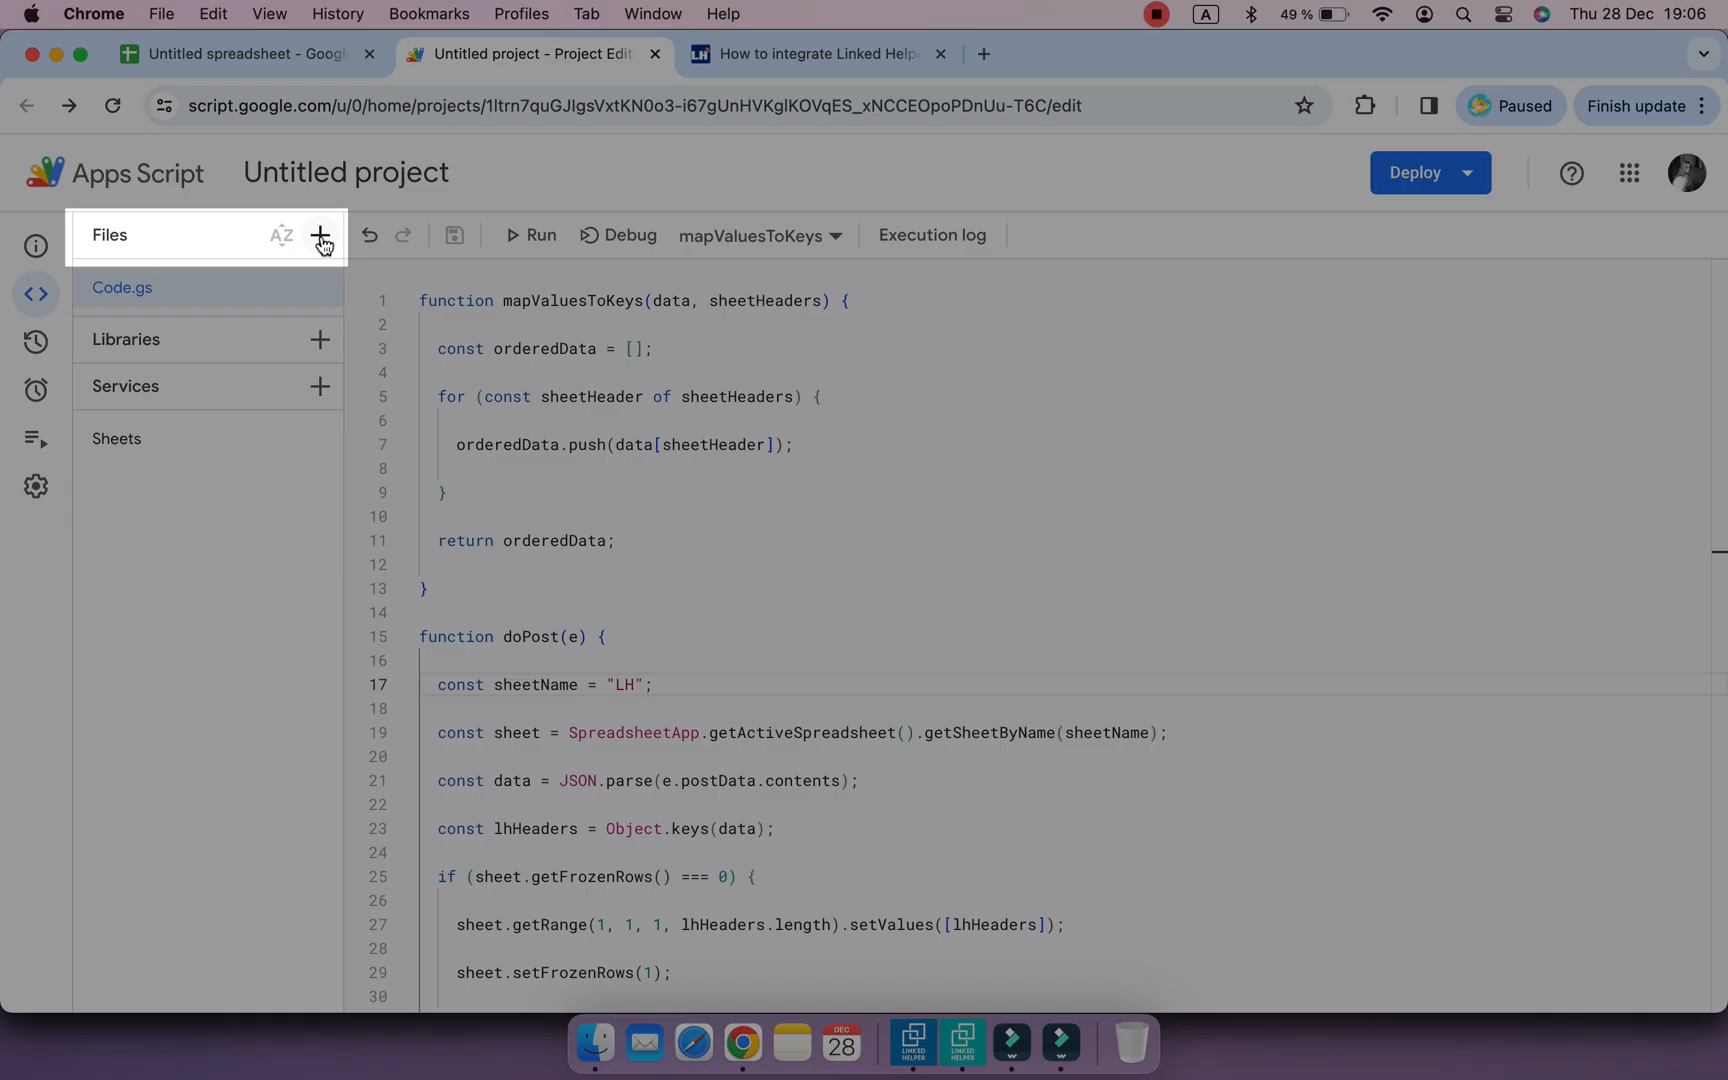 Chrome File Edit View History Bookmarks Profiles Tab Window Help A 49 % Thu 28 Dec 19:06
Untitled spreadsheet - Googl Untitled project - Project Edit LH How to integrate Linked Help
script.google.com/u/0/home/projects/1ltrn7quGJlgsVxtKN0o3-i67gUnHVKglKOVqES_xNCCEOpoPDnUu-T6C/edit Paused Finish update
Apps Script Untitled project Deploy
Files AZ Run Debug mapValuesToKeys Execution log
Code.gs
Libraries
Services
Sheets
1 function mapValuesToKeys(data, sheetHeaders) {
2
3 const orderedData = [];
4
5 for (const sheetHeader of sheetHeaders) {
6
7 orderedData.push(data[sheetHeader]);
8
9 }
10
11 return orderedData;
12
13 }
14
15 function doPost(e) {
16
17 const sheetName = "LH";
18
19 const sheet = SpreadsheetApp.getActiveSpreadsheet().getSheetByName(sheetName);
20
21 const data = JSON.parse(e.postData.contents);
22
23 const lhHeaders = Object.keys(data);
24
25 if (sheet.getFrozenRows() === 0) {
26
27 sheet.getRange(1, 1, 1, lhHeaders.length).setValues([lhHeaders]);
28
29 sheet.setFrozenRows(1);
30
DEC
28
LINKED HELPER
LINKED HELPER